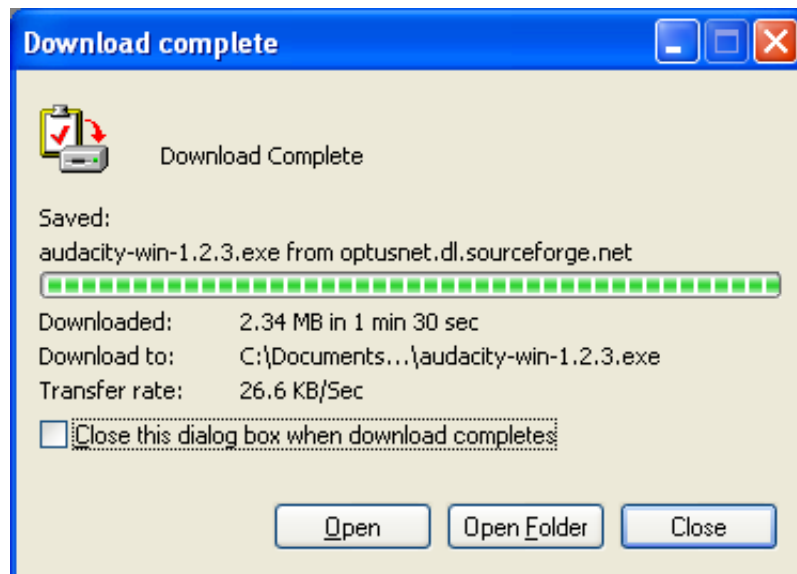 Download complete
Download Complete
Saved:
audacity-win-1.2.3.exe from optusnet.dl.sourceforge.net
Downloaded: 2.34 MB in 1 min 30 sec
Download to: C:\Documents...\audacity-win-1.2.3.exe
Transfer rate: 26.6 KB/Sec
Close this dialog box when download completes
Open Open Folder Close